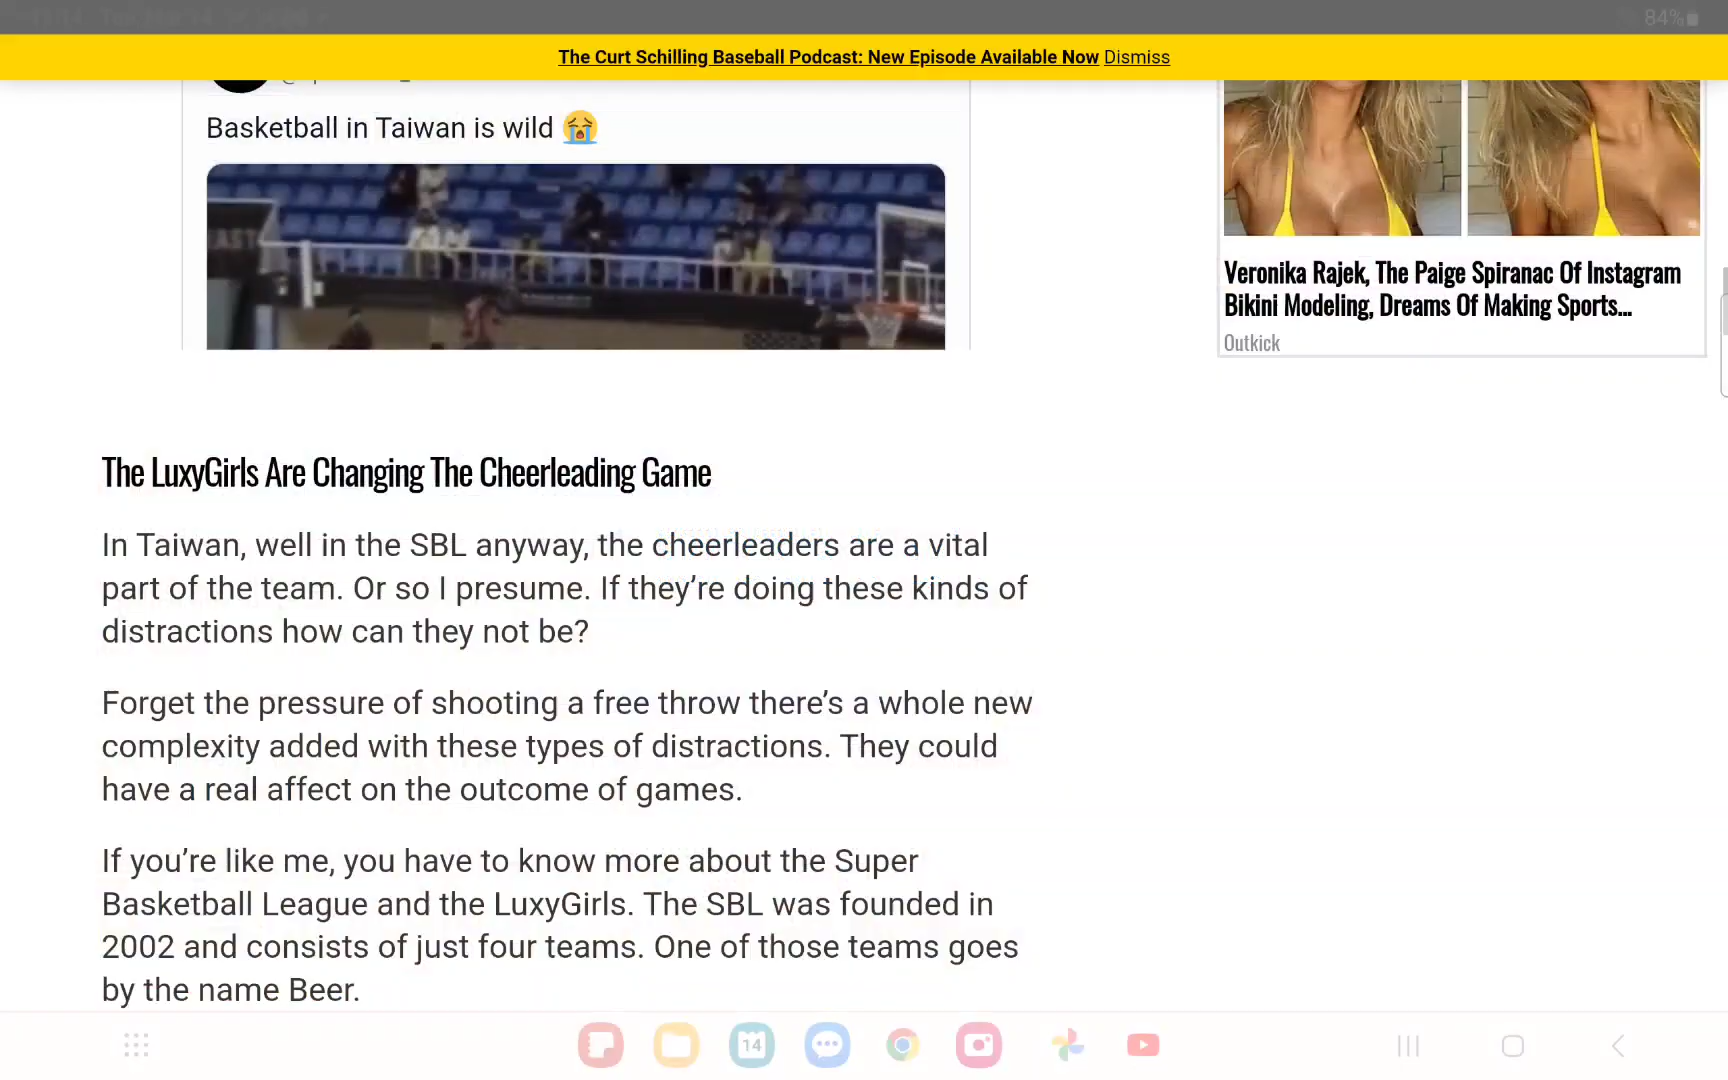 84%
The Curt Schilling Baseball Podcast: New Episode Available Now Dismiss
Basketball in Taiwan is wild 😭
Veronika Rajek, The Paige Spiranac Of Instagram
Bikini Modeling, Dreams Of Making Sports...
Outkick
The LuxyGirls Are Changing The Cheerleading Game
In Taiwan, well in the SBL anyway, the cheerleaders are a vital
part of the team. Or so I presume. If they’re doing these kinds of
distractions how can they not be?
Forget the pressure of shooting a free throw there’s a whole new
complexity added with these types of distractions. They could
have a real affect on the outcome of games.
If you’re like me, you have to know more about the Super
Basketball League and the LuxyGirls. The SBL was founded in
2002 and consists of just four teams. One of those teams goes
by the name Beer.
14